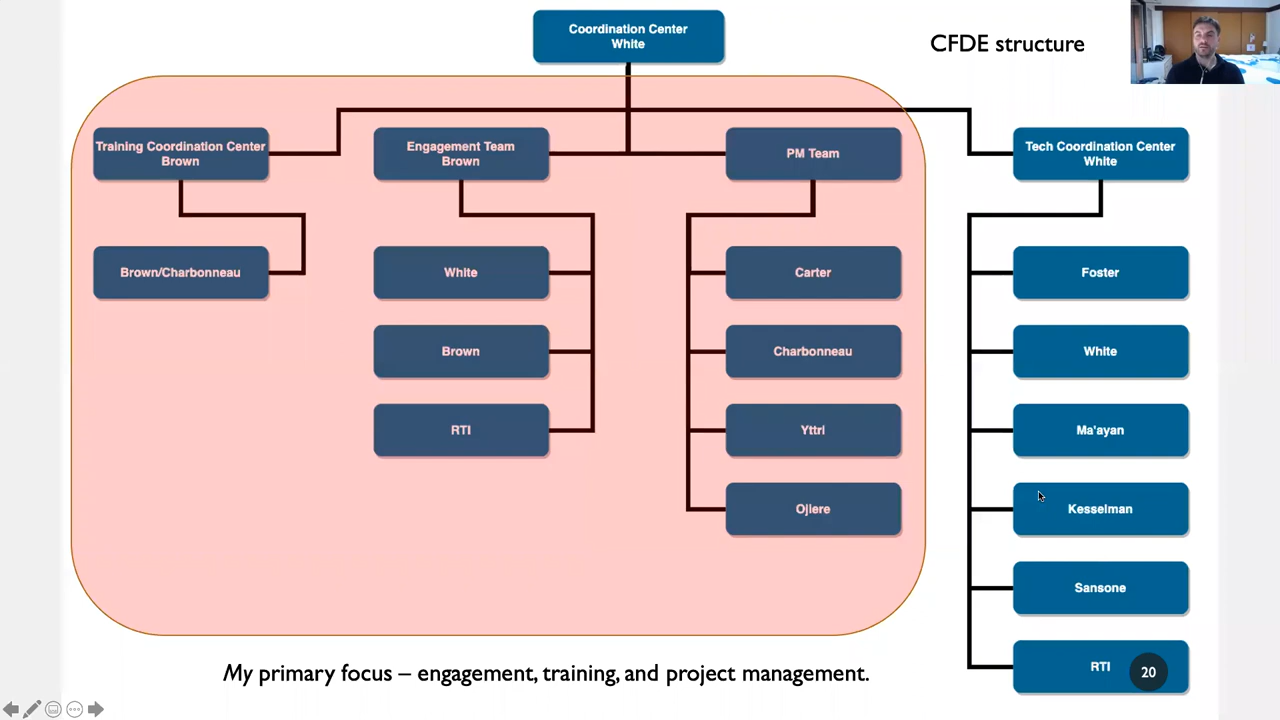 Coordination Center
White
CFDE structure
Training Coordination Center
Brown
Engagement Team
Brown
PM Team
Tech Coordination Center
White
Brown/Charbonneau
White
Carter
Foster
Brown
Charbonneau
White
RTI
Yttri
Ma'ayan
Ojiere
Kesselman
Sansone
RTI
20
My primary focus – engagement, training, and project management.